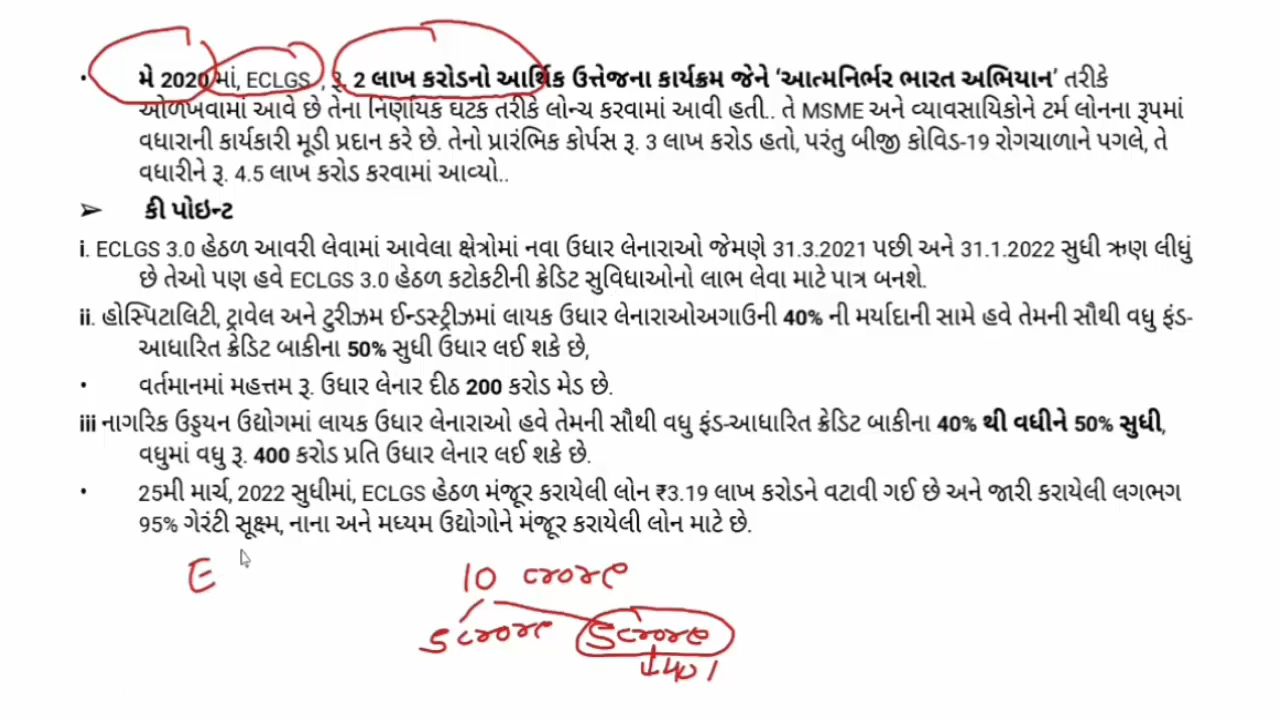 • મે 2020માં, ECLGS , રૂ. 2 લાખ કરોડનો આર્થિક ઉત્તેજના કાર્યક્રમ જેને ‘આત્મનિર્ભર ભારત અભિયાન’ તરીકે
ઓળખવામાં આવે છે તેના નિર્ણાયક ઘટક તરીકે લોન્ચ કરવામાં આવી હતી.. તે MSME અને વ્યાવસાયિકોને ટર્મ લોનના રૂપમાં
વધારાની કાર્યકારી મૂડી પ્રદાન કરે છે. તેનો પ્રારંભિક કોર્પસ રૂ. 3 લાખ કરોડ હતો, પરંતુ બીજી કોવિડ-19 રોગચાળાને પગલે, તે
વધારીને રૂ. 4.5 લાખ કરોડ કરવામાં આવ્યો..
➢ કી પોઇન્ટ
i. ECLGS 3.0 હેઠળ આવરી લેવામાં આવેલા ક્ષેત્રોમાં નવા ઉધાર લેનારાઓ જેમણે 31.3.2021 પછી અને 31.1.2022 સુધી ઋણ લીધું
છે તેઓ પણ હવે ECLGS 3.0 હેઠળ કટોકટીની ક્રેડિટ સુવિધાઓનો લાભ લેવા માટે પાત્ર બનશે.
ii. હોસ્પિટાલિટી, ટ્રાવેલ અને ટુરીઝમ ઈન્ડસ્ટ્રીઝમાં લાયક ઉધાર લેનારાઓઅગાઉની 40% ની મર્યાદાની સામે હવે તેમની સૌથી વધુ ફંડ-
આધારિત ક્રેડિટ બાકીના 50% સુધી ઉધાર લઈ શકે છે,
• વર્તમાનમાં મહત્તમ રૂ. ઉધાર લેનાર દીઠ 200 કરોડ મેડ છે.
iii નાગરિક ઉડ્ડયન ઉદ્યોગમાં લાયક ઉધાર લેનારાઓ હવે તેમની સૌથી વધુ ફંડ-આધારિત ક્રેડિટ બાકીના 40% થી વધીને 50% સુધી,
વધુમાં વધુ રૂ. 400 કરોડ પ્રતિ ઉધાર લેનાર લઈ શકે છે.
• 25મી માર્ચ, 2022 સુધીમાં, ECLGS હેઠળ મંજૂર કરાયેલી લોન ₹3.19 લાખ કરોડને વટાવી ગઈ છે અને જારી કરાયેલી લગભગ
95% ગેરંટી સૂક્ષ્મ, નાના અને મધ્યમ ઉદ્યોગોને મંજૂર કરાયેલી લોન માટે છે.
E 10 crore
5 crore 5 crore